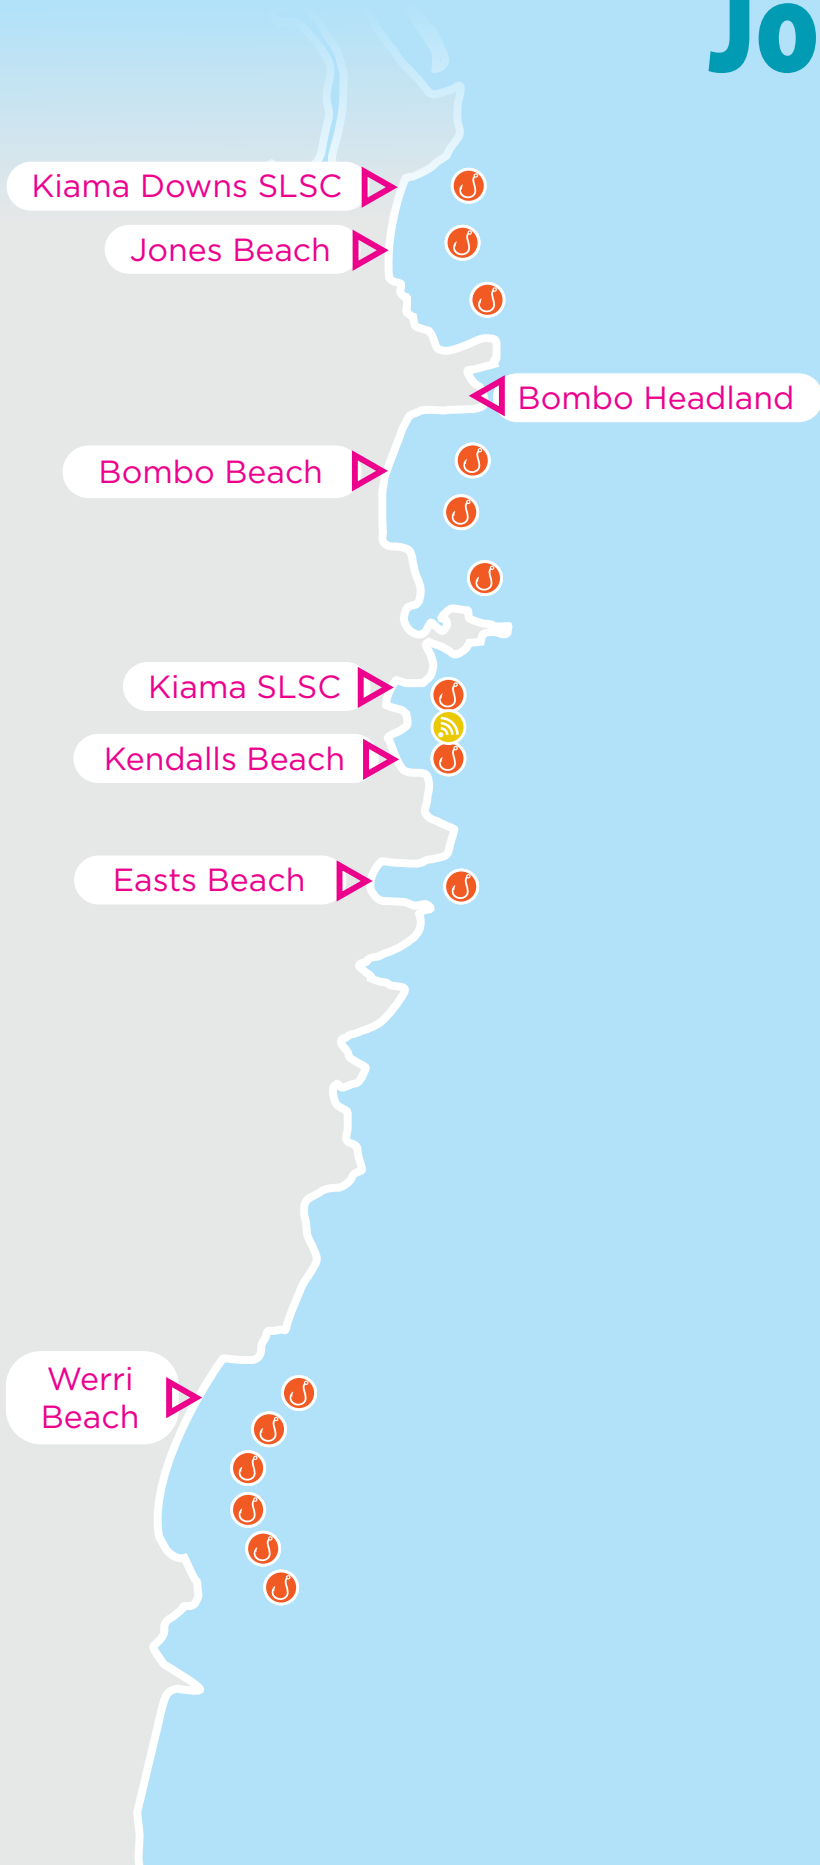 Jo
Kiama Downs SLSC
Jones Beach
Bombo Headland
Bombo Beach
Kiama SLSC
Kendalls Beach
Easts Beach
Werri
Beach